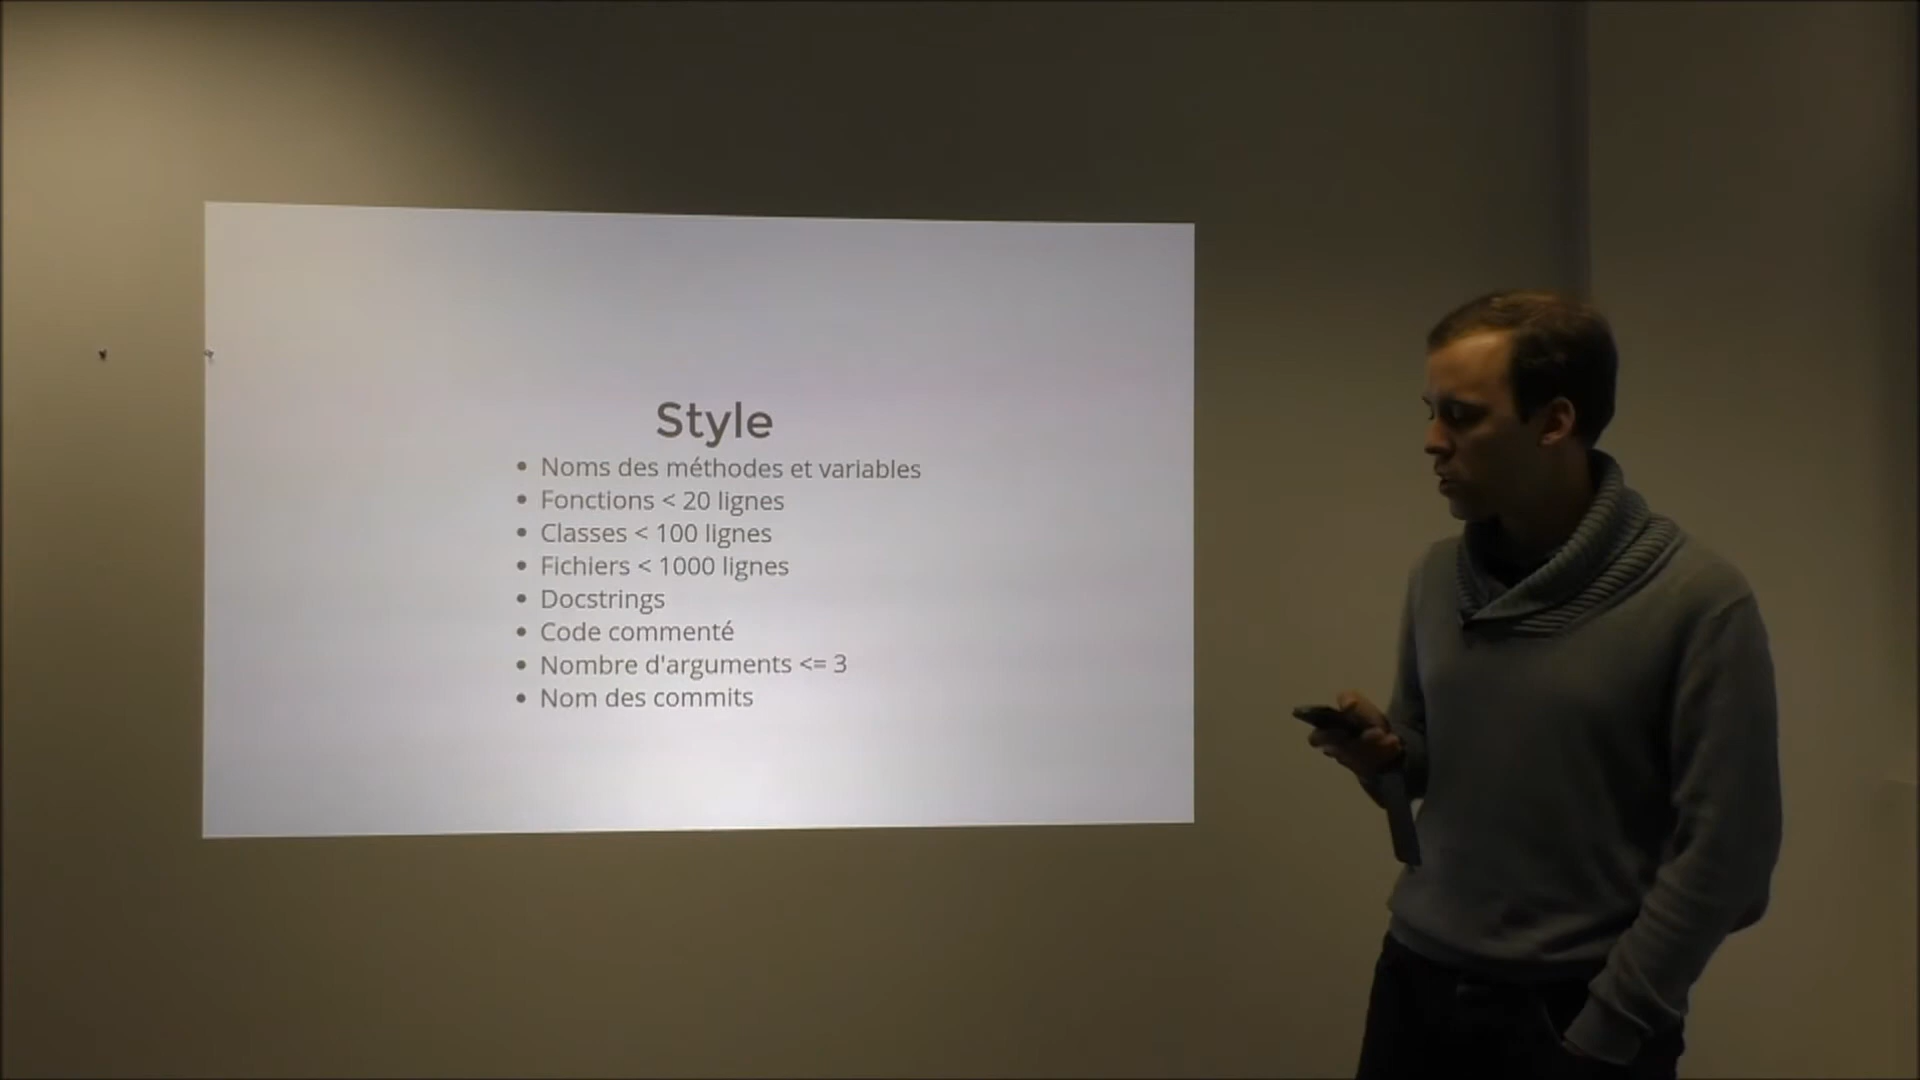 Style
Noms des méthodes et variables
Fonctions < 20 lignes
Classes < 100 lignes
Fichiers < 1000 lignes
Docstrings
Code commenté
Nombre d'arguments <= 3
Nom des commits